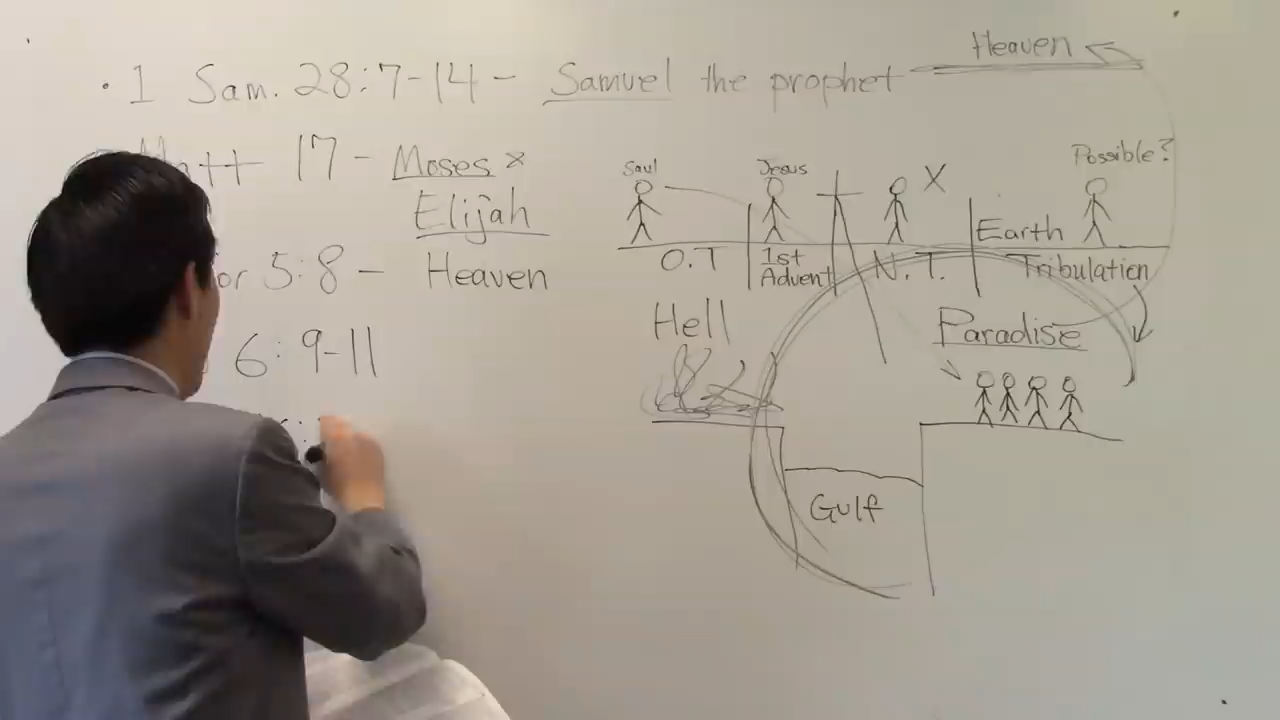 Heaven
• 1 Sam. 28:7-14 - Samuel the prophet
17 - Moses x
Elijah
5:8 - Heaven
6:9-11
Saul
Jesus
X
Possible?
O.T
1st
Advent
N.T.
Earth
Tribulation
Hell
Paradise
Gulf